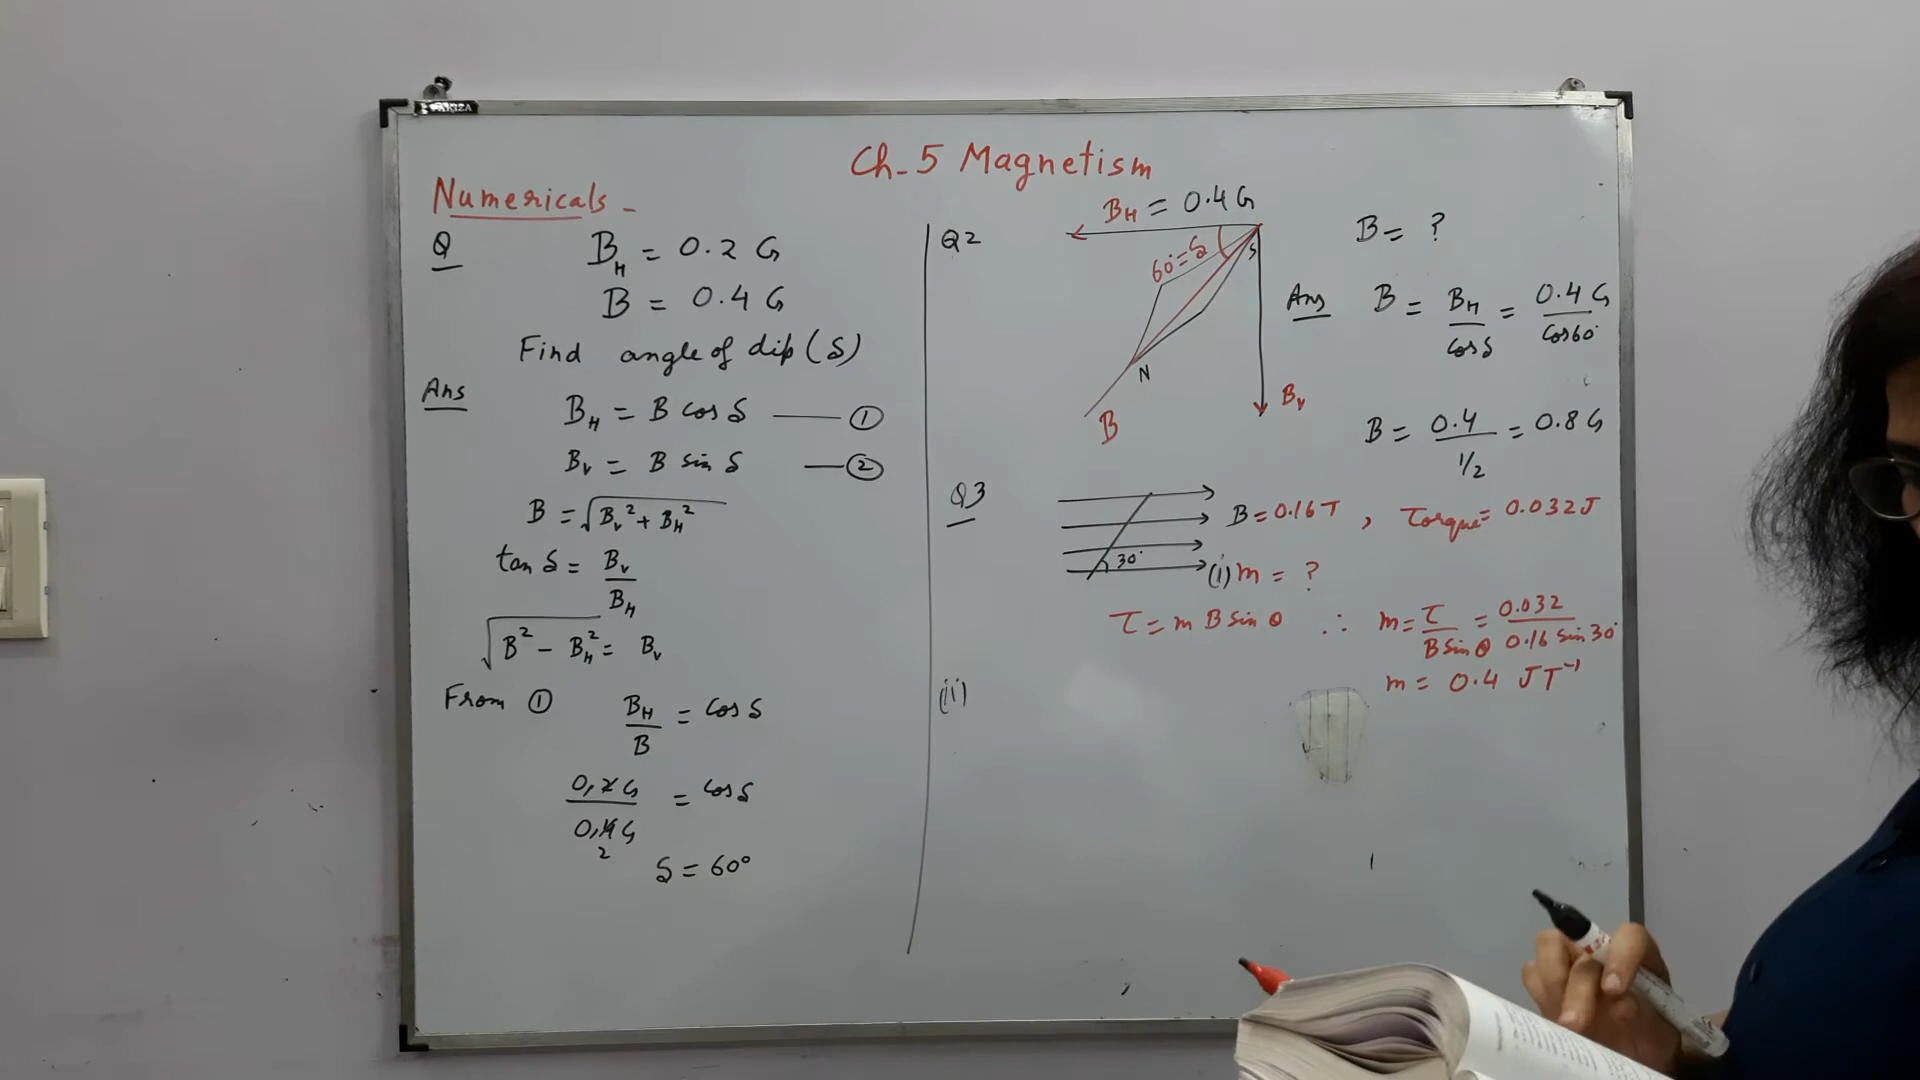 Ch-5 Magnetism
Numericals -
Q B_H = 0.2 G
B = 0.4 G
Find angle of dip (δ)
Ans
B_H = B cos δ —— ①
B_V = B sin δ —— ②
B = √(B_V² + B_H²)
tan δ = B_V / B_H
√(B² - B_H²) = B_V
From ① B_H / B = cos δ
0.2 G / 0.4 G = cos δ
2
δ = 60°
Q2 B_H = 0.4 G
B = ?
60° = δ
S
N
B
B_V
Ans B = B_H / cos δ = 0.4 G / cos 60°
B = 0.4 / 1/2 = 0.8 G
Q3 B = 0.16 T , Torque = 0.032 J
30°
(i) m = ?
τ = m B sin θ ∴ m = τ / B sin θ = 0.032 / 0.16 sin 30°
m = 0.4 JT⁻¹
(ii)